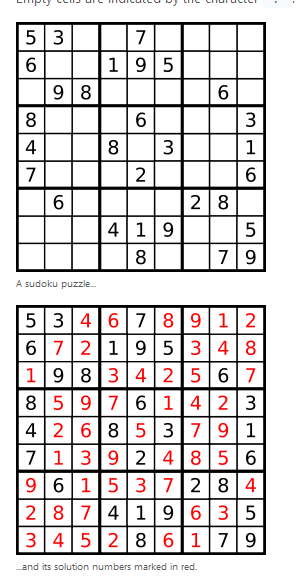 Empty cells are indicated by the character
5 3 7
6 1 9 5
9 8 6
8 6 3
4 8 3 1
7 2 6
6 2 8
4 1 9 5
8 7 9
A sudoku puzzle...
5 3 4 6 7 8 9 1 2
6 7 2 1 9 5 3 4 8
1 9 8 3 4 2 5 6 7
8 5 9 7 6 1 4 2 3
4 2 6 8 5 3 7 9 1
7 1 3 9 2 4 8 5 6
9 6 1 5 3 7 2 8 4
2 8 7 4 1 9 6 3 5
3 4 5 2 8 6 1 7 9
...and its solution numbers marked in red.